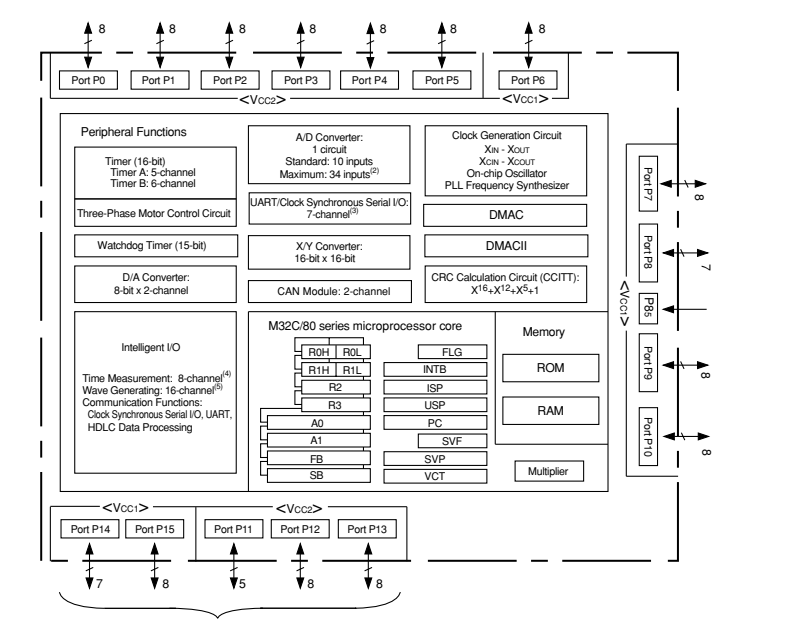 8 8 8 8 8 8 8
Port P0 Port P1 Port P2 Port P3 Port P4 Port P5 Port P6
<VCC2> <VCC1>
Peripheral Functions
Timer (16-bit)
Timer A: 5-channel
Timer B: 6-channel
Three-Phase Motor Control Circuit
Watchdog Timer (15-bit)
D/A Converter:
8-bit x 2-channel
A/D Converter:
1 circuit
Standard: 10 inputs
Maximum: 34 inputs(2)
UART/Clock Synchronous Serial I/O:
7-channel(3)
X/Y Converter:
16-bit x 16-bit
CAN Module: 2-channel
Clock Generation Circuit
XIN - XOUT
XCIN - XCOUT
On-chip Oscillator
PLL Frequency Synthesizer
DMAC
DMACII
CRC Calculation Circuit (CCITT):
X16+X12+X5+1
Intelligent I/O
Time Measurement: 8-channel(4)
Wave Generating: 16-channel(5)
Communication Functions:
Clock Synchronous Serial I/O, UART,
HDLC Data Processing
M32C/80 series microprocessor core
R0H R0L
R1H R1L
R2
R3
A0
A1
FB
SB
FLG
INTB
ISP
USP
PC
SVF
SVP
VCT
Memory
ROM
RAM
Multiplier
<VCC1>
Port P7 8
Port P8 7
P85
Port P9 8
Port P10 8
<VCC1> <VCC2>
Port P14 Port P15 Port P11 Port P12 Port P13
7 8 5 8 8